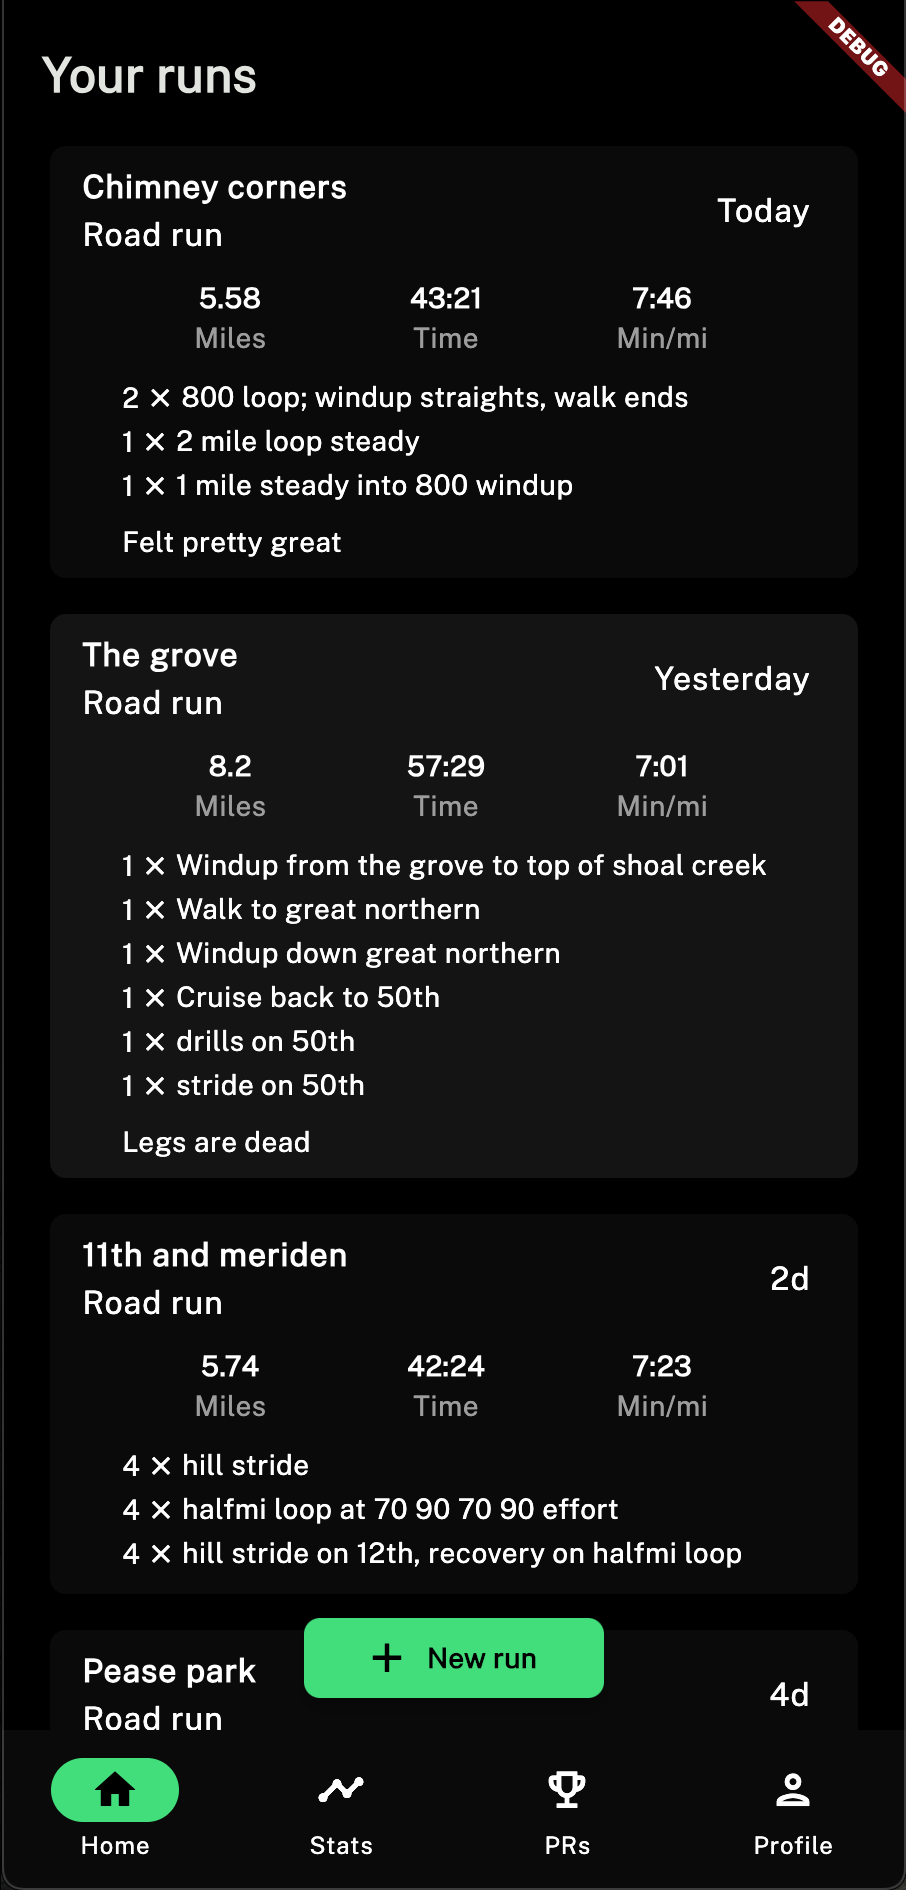 DEBUG
Your runs
Chimney corners
Road run
Today
5.58 43:21 7:46
Miles Time Min/mi
2 × 800 loop; windup straights, walk ends
1 × 2 mile loop steady
1 × 1 mile steady into 800 windup
Felt pretty great
The grove
Road run
Yesterday
8.2 57:29 7:01
Miles Time Min/mi
1 × Windup from the grove to top of shoal creek
1 × Walk to great northern
1 × Windup down great northern
1 × Cruise back to 50th
1 × drills on 50th
1 × stride on 50th
Legs are dead
11th and meriden
Road run
2d
5.74 42:24 7:23
Miles Time Min/mi
4 × hill stride
4 × halfmi loop at 70 90 70 90 effort
4 × hill stride on 12th, recovery on halfmi loop
Pease park
Road run
4d
+ New run
Home Stats PRs Profile